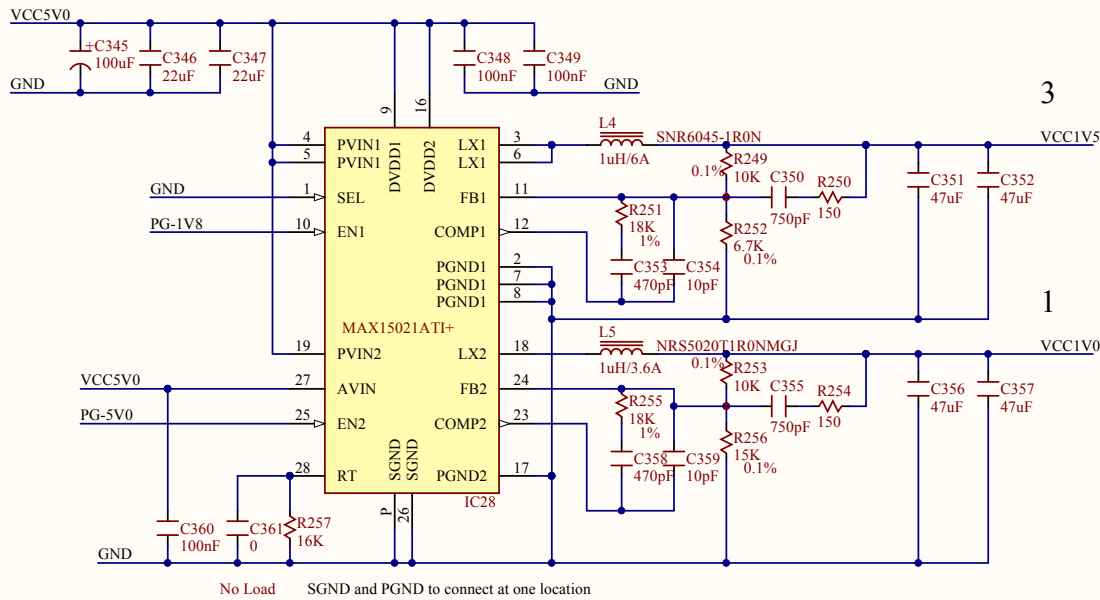 VCC5V0
+C345
100uF
C346
22uF
C347
22uF
C348
100nF
C349
100nF
GND
GND
3
9
16
DVDD1
DVDD2
4
PVIN1
5
PVIN1
LX1
3
LX1
6
L4
SNR6045-1R0N
1uH/6A
VCC1V5
0.1%
R249
10K
C350
750pF
R250
150
C351
47uF
C352
47uF
GND
1
SEL
FB1
11
R251
18K
1%
PG-1V8
10
EN1
COMP1
12
R252
6.7K
0.1%
PGND1
2
PGND1
7
PGND1
8
C353
470pF
C354
10pF
1
MAX15021ATI+
19
PVIN2
LX2
18
L5
NRS5020T1R0NMGJ
1uH/3.6A
VCC1V0
0.1%
R253
10K
C355
750pF
R254
150
C356
47uF
C357
47uF
VCC5V0
27
AVIN
FB2
24
R255
18K
1%
PG-5V0
25
EN2
COMP2
23
R256
15K
0.1%
C358
470pF
C359
10pF
28
RT
SGND
SGND
PGND2
17
IC28
P
26
C360
100nF
C361
0
R257
16K
GND
No Load
SGND and PGND to connect at one location